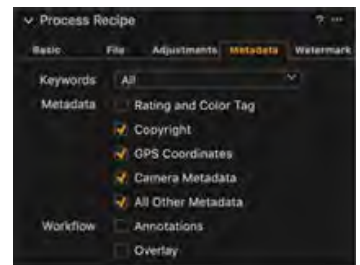 Process Recipe ? ...
Basic File Adjustments Metadata Watermark
Keywords All
Metadata Rating and Color Tag
Copyright
GPS Coordinates
Camera Metadata
All Other Metadata
Workflow Annotations
Overlay